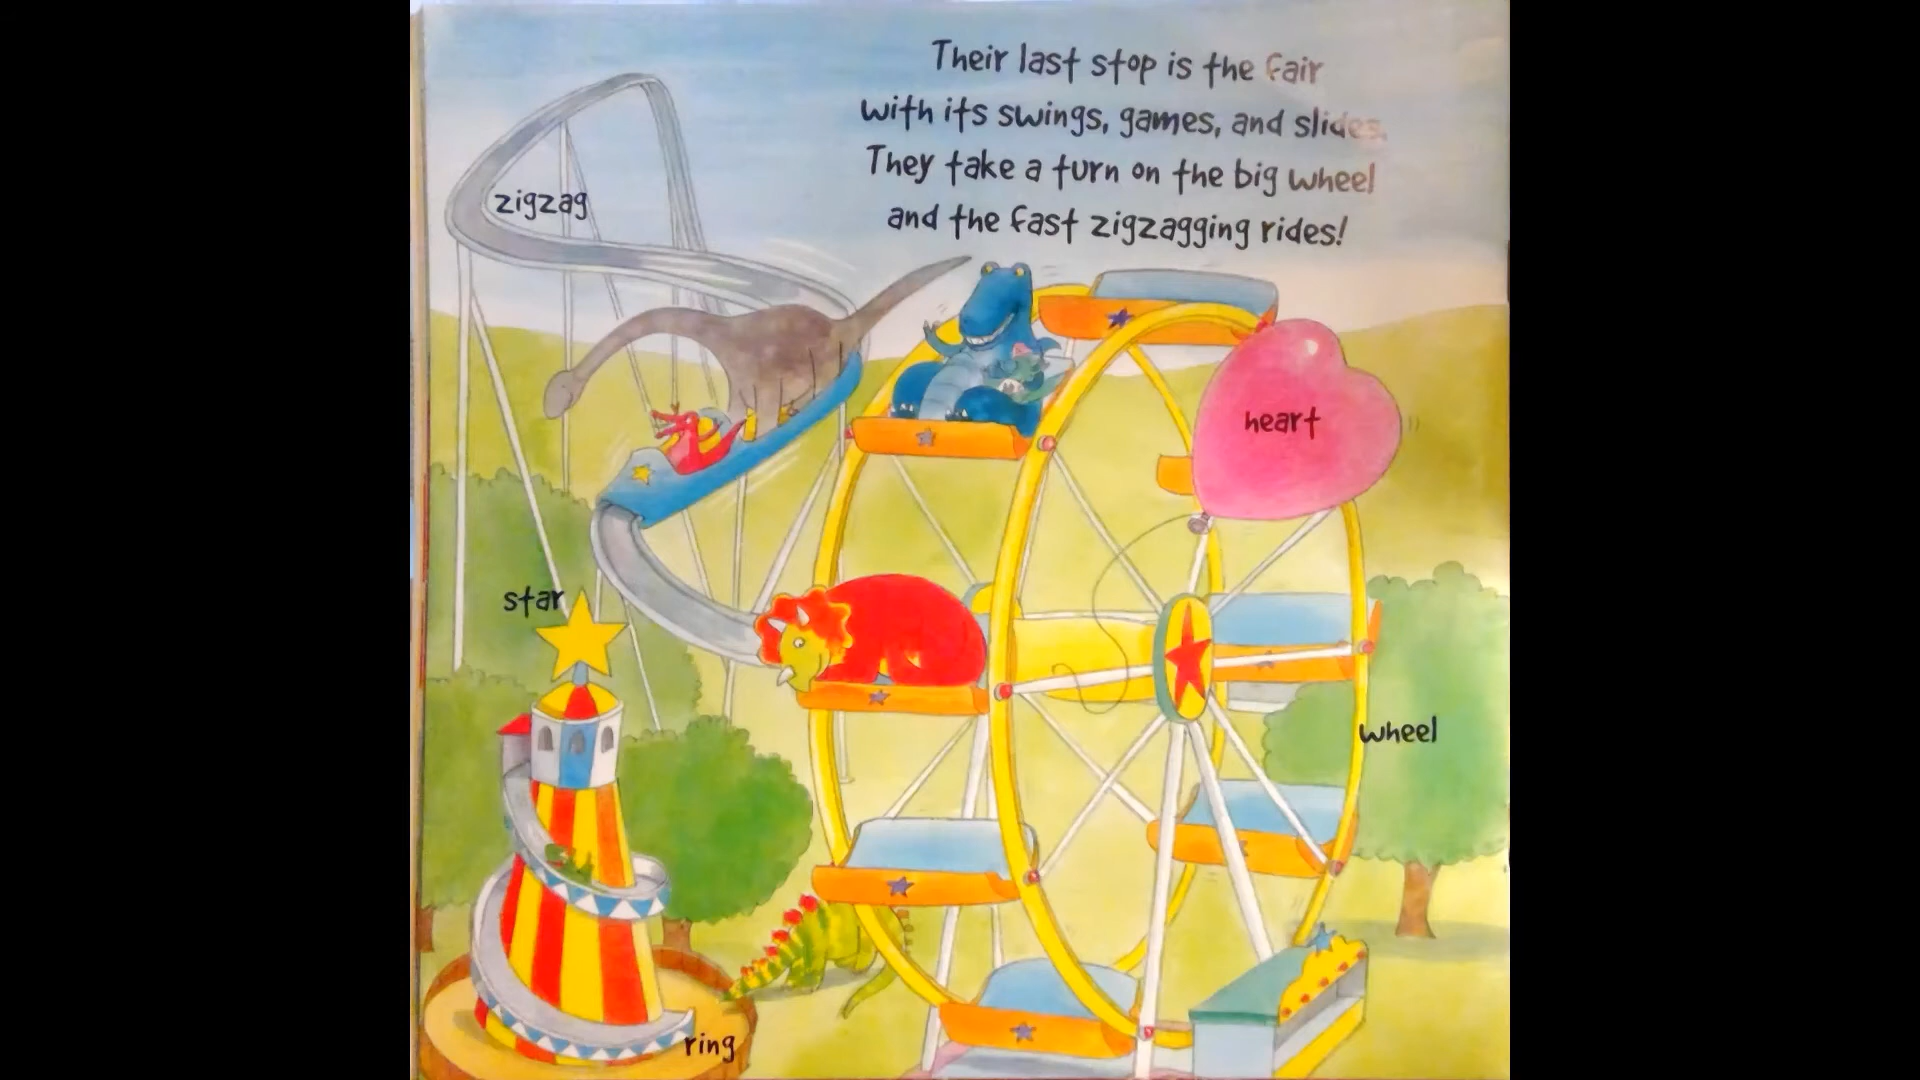 Their last stop is the fair
with its swings, games, and slides.
They take a turn on the big wheel
and the fast zigzagging rides!
zigzag
heart
star
wheel
ring